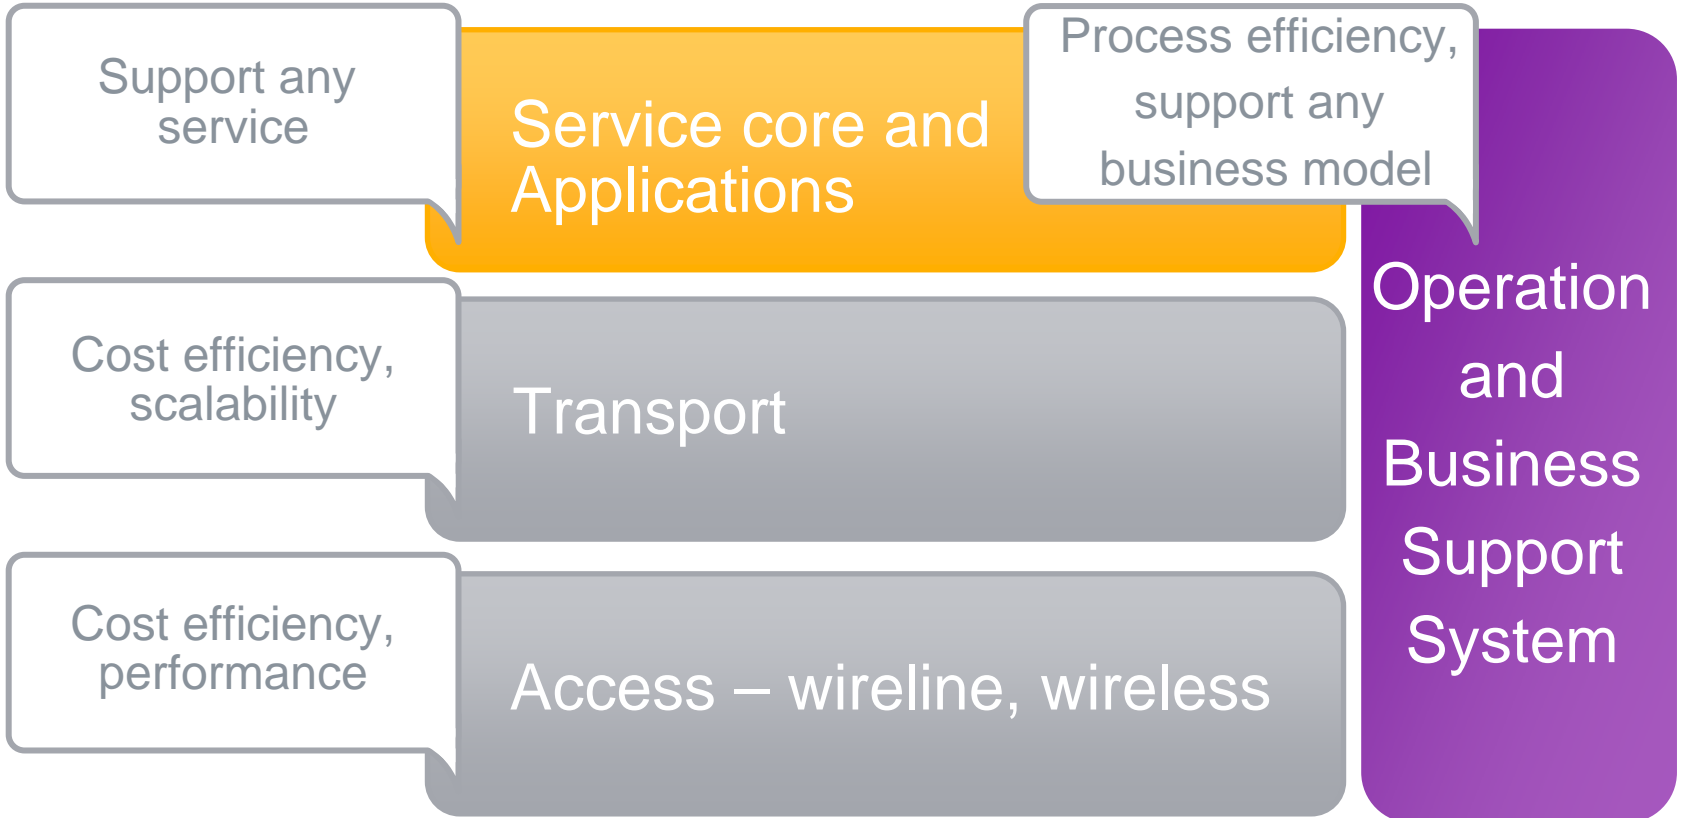 Support any
service
Service core and
Applications
Process efficiency,
support any
business model
Cost efficiency,
scalability
Transport
Cost efficiency,
performance
Access – wireline, wireless
Operation
and
Business
Support
System